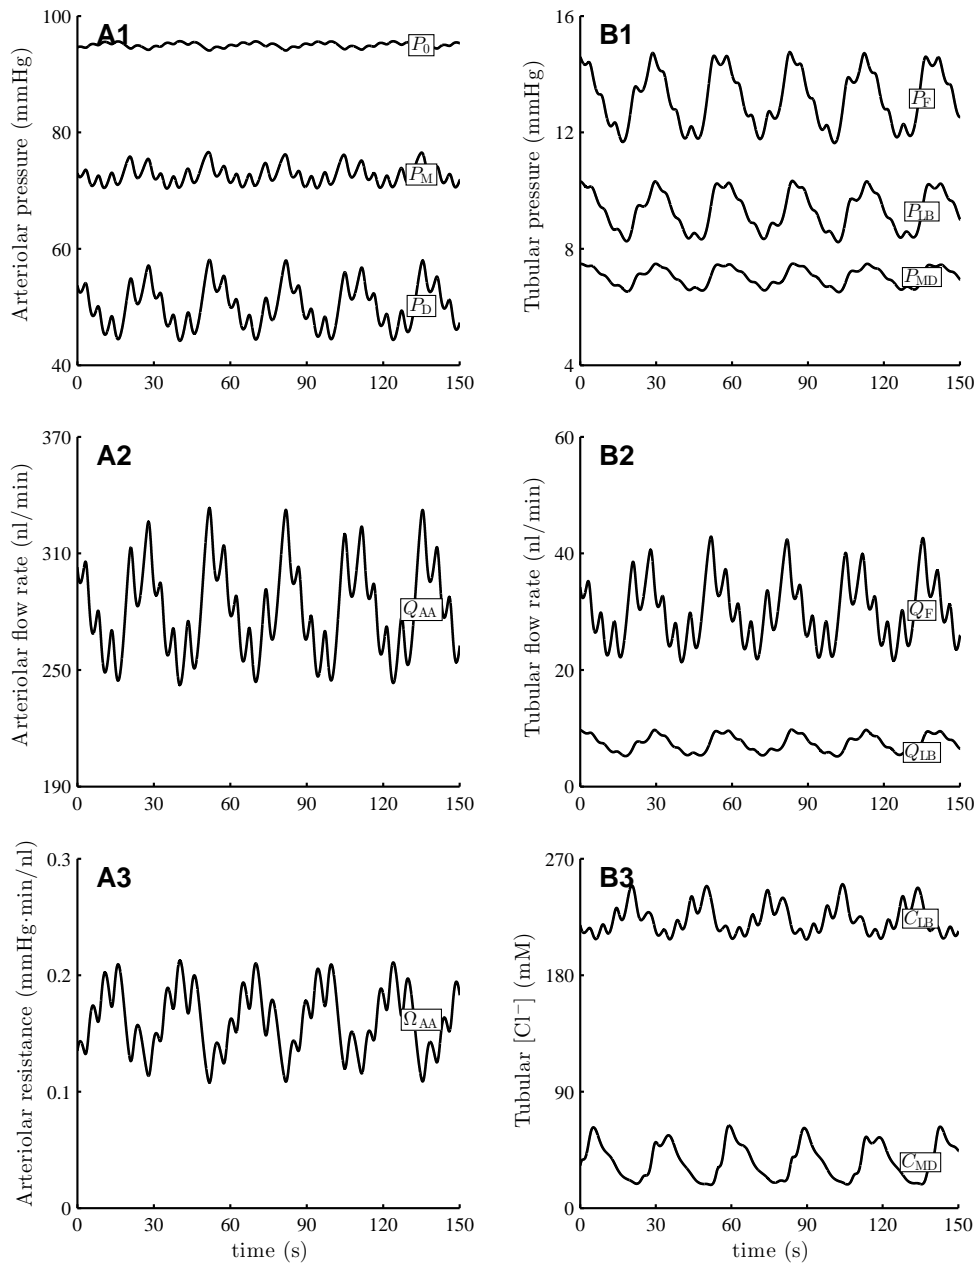 A1
Arteriolar pressure (mmHg)
100
80
60
40
P0
PM
PD
0 30 60 90 120 150
B1
Tubular pressure (mmHg)
16
12
8
4
PF
PLB
PMD
0 30 60 90 120 150
A2
Arteriolar flow rate (nl/min)
370
310
250
190
QAA
0 30 60 90 120 150
B2
Tubular flow rate (nl/min)
60
40
20
0
QF
QLB
0 30 60 90 120 150
A3
Arteriolar resistance (mmHg·min/nl)
0.3
0.2
0.1
0
ΩAA
0 30 60 90 120 150
time (s)
B3
Tubular [Cl−] (mM)
270
180
90
0
CLB
CMD
0 30 60 90 120 150
time (s)